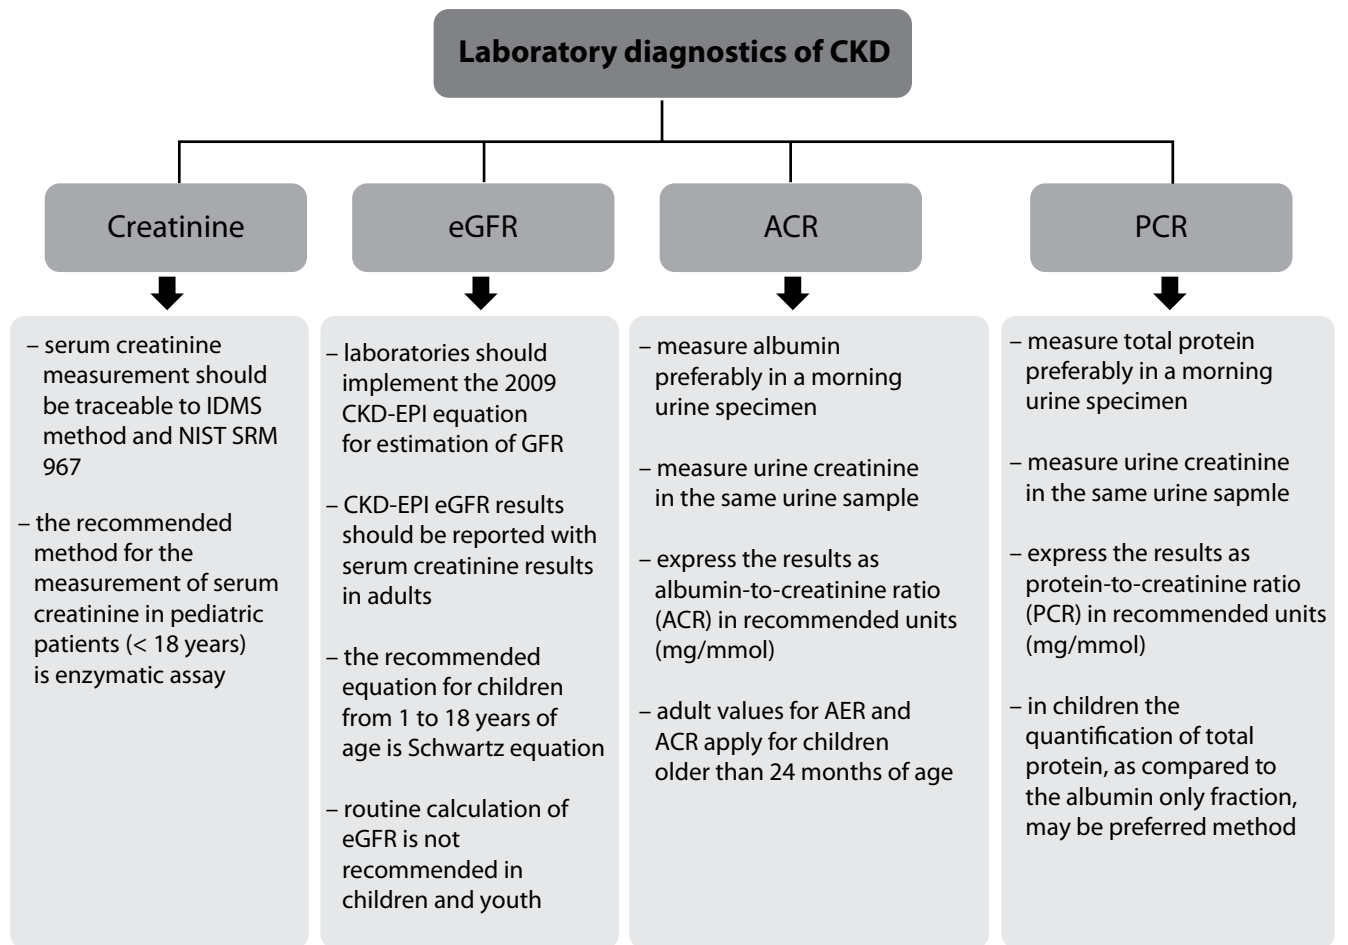 Laboratory diagnostics of CKD
Creatinine
eGFR
ACR
PCR
– serum creatinine
measurement should
be traceable to IDMS
method and NIST SRM
967
– the recommended
method for the
measurement of serum
creatinine in pediatric
patients (< 18 years)
is enzymatic assay
– laboratories should
implement the 2009
CKD-EPI equation
for estimation of GFR
– CKD-EPI eGFR results
should be reported with
serum creatinine results
in adults
– the recommended
equation for children
from 1 to 18 years of
age is Schwartz equation
– routine calculation of
eGFR is not
recommended in
children and youth
– measure albumin
preferably in a morning
urine specimen
– measure urine creatinine
in the same urine sample
– express the results as
albumin-to-creatinine ratio
(ACR) in recommended units
(mg/mmol)
– adult values for AER and
ACR apply for children
older than 24 months of age
– measure total protein
preferably in a morning
urine specimen
– measure urine creatinine
in the same urine sapmle
– express the results as
protein-to-creatinine ratio
(PCR) in recommended units
(mg/mmol)
– in children the
quantification of total
protein, as compared to
the albumin only fraction,
may be preferred method